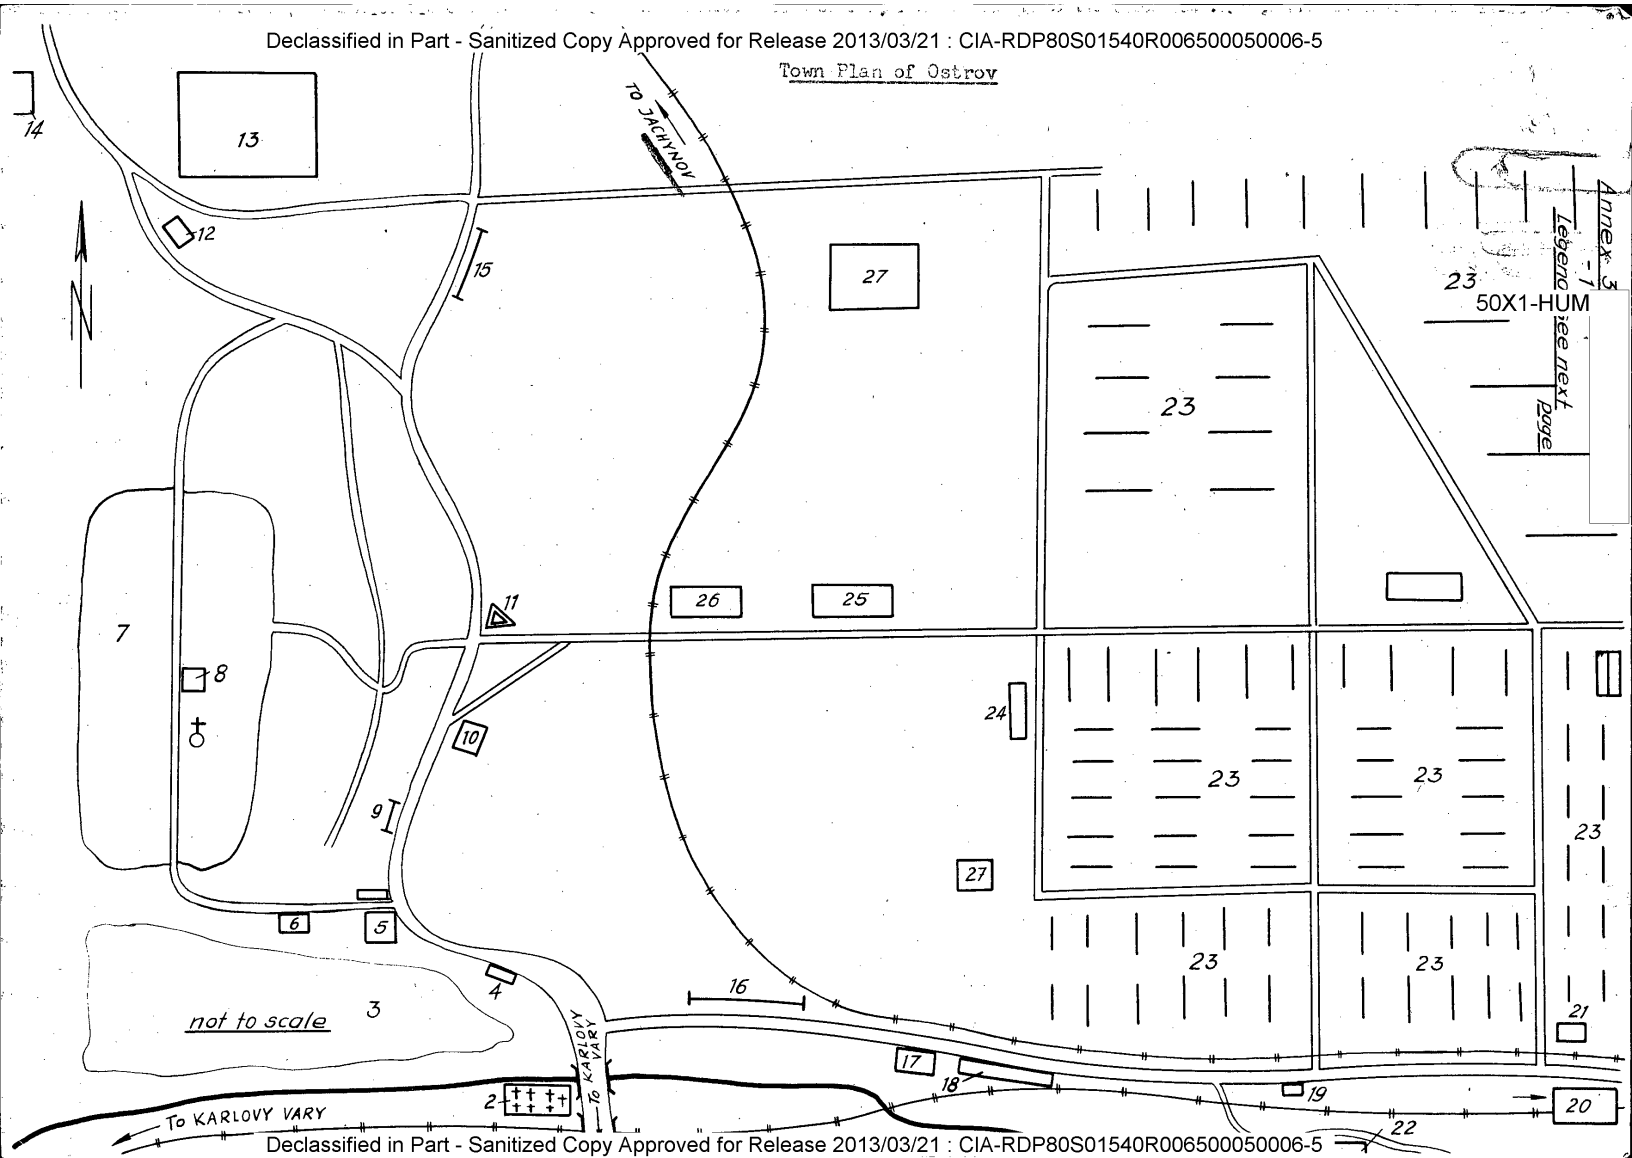 Declassified in Part - Sanitized Copy Approved for Release 2013/03/21 : CIA-RDP80S01540R006500050006-5
Town Plan of Ostrov
TO JACHYNOV
14
13
12
15
27
Annex 3
- 1
Legend see next
page
23
50X1-HUM
N
23
11
26
25
7
8
10
24
23
23
9
23
27
6
5
4
23
23
3
16
not to scale
21
TO KARLOVY
VARY
17
18
19
20
2
To KARLOVY VARY
22
Declassified in Part - Sanitized Copy Approved for Release 2013/03/21 : CIA-RDP80S01540R006500050006-5